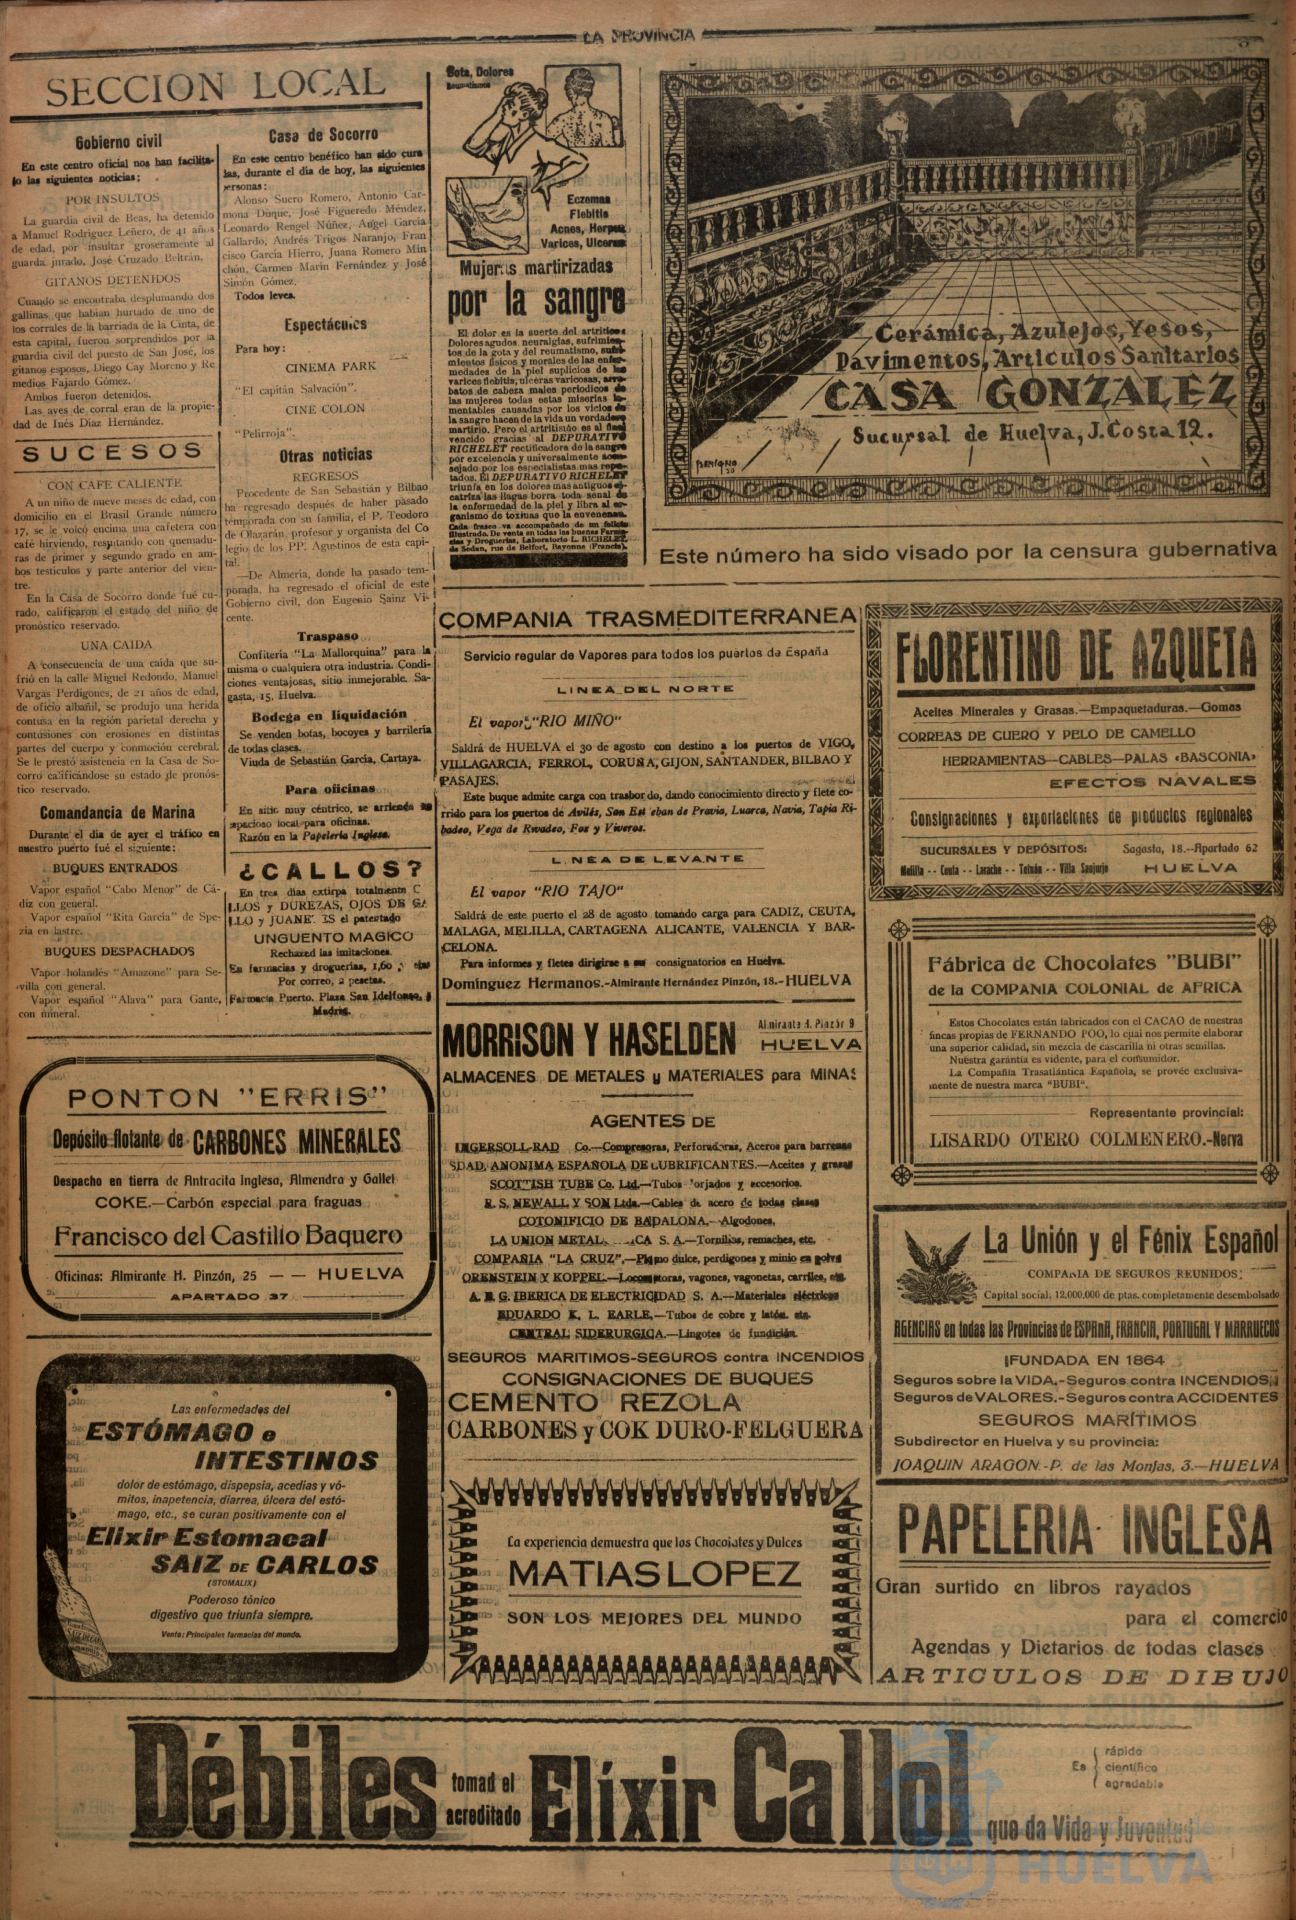 LA PROVINCIA
SECCION LOCAL
Gobierno civil
En este centro oficial nos han facilita-
do las siguientes noticias:
POR INSULTOS
La guardia civil de Beas, ha detenido
a Manuel Rodríguez Leñero, de 41 años
de edad, por insultar groseramente al
guarda jurado, José Cruzado Beltrán.
GITANOS DETENIDOS
Cuando se encontraba desplumando dos
gallinas que habían hurtado de uno de
los corrales de la barriada de la Cinta, de
esta capital, fueron sorprendidos por la
guardia civil del puesto de San José, los
gitanos esposos, Diego Cay Moreno y Re
medios Fajardo Gómez.
Ambos fueron detenidos.
Las aves de corral eran de la propie-
dad de Inés Díaz Hernández.
SUCESOS
CON CAFE CALIENTE
A un niño de nueve meses de edad, con
domicilio en el Brasil Grande número
17, se le volcó encima una cafetera con
café hirviendo, resultando con quemadu-
ras de primer y segundo grado en am-
bos testículos y parte anterior del vien-
tre.
En la Casa de Socorro donde fué cu-
rado, calificaron el estado del niño de
pronóstico reservado.
UNA CAIDA
A consecuencia de una caída que su-
frió en la calle Miguel Redondo, Manuel
Vargas Perdigones, de 21 años de edad,
de oficio albañil, se produjo una herida
contusa en la región parietal derecha y
contusiones con erosiones en distintas
partes del cuerpo y conmoción cerebral.
Se le prestó asistencia en la Casa de So-
corro calificándose su estado de pronós-
tico reservado.
Comandancia de Marina
Durante el día de ayer el tráfico en
nuestro puerto fué el siguiente:
BUQUES ENTRADOS
Vapor español "Cabo Menor" de Cá-
diz con general.
Vapor español "Rita García" de Spe-
zia en lastre.
BUQUES DESPACHADOS
Vapor holandés "Amazone" para Se-
villa con general.
Vapor español "Alava" para Gante,
con mineral.
Casa de Socorro
En este centro benéfico han sido cura
das, durante el día de hoy, las siguientes
personas:
Alonso Suero Romero, Antonio Car-
mona Duque, José Figueredo Méndez,
Leonardo Rengel Núñez, Angel García
Gallardo, Andrés Trigos Naranjo, Fran
cisco García Hierro, Juana Romero Min
chón, Carmen Marín Fernández y José
Simón Gómez.
Todos leves.
Espectáculos
Para hoy:
CINEMA PARK
"El capitán Salvación".
CINE COLON
"Pelirroja".
Otras noticias
REGRESOS
Procedente de San Sebastián y Bilbao
ha regresado después de haber pasado
temporada con su familia, el P. Teodoro
de Olazarán, profesor y organista del Co
legio de los PP. Agustinos de esta capi-
tal.
—De Almería, donde ha pasado tem-
porada, ha regresado el oficial de este
Gobierno civil, don Eugenio Sainz Vi-
cente.
Traspaso
Confitería "La Mallorquina" para la
misma o cualquiera otra industria. Condi-
ciones ventajosas, sitio inmejorable. Sa-
gasta, 15, Huelva.
Bodega en liquidación
Se venden botas, bocoyes y barrilería
de todas clases.
Viuda de Sebastián García, Cartaya.
Para oficinas
En sitio muy céntrico, se arrienda
espacioso local para oficinas.
Razón en la Papelería Inglesa.
¿CALLOS?
En tres días extirpa totalmente C
LLOS y DUREZAS, OJOS DE GA
LLO y JUANETES el patentado
UNGUENTO MAGICO
Rechazad las imitaciones.
En farmacias y droguerías, 1,60
Por correo, 2 pesetas.
Farmacia Puerto. Plaza San Ildefonso, 5
Madrid.
Gota, Dolores
Reumatismos
Eczemas
Flebitis
Acnes, Herpes
Varices, Ulceras
Mujeres martirizadas
por la sangre
El dolor es la suerte del artrítico.
Dolores agudos, neuralgias, sufrimien-
tos de la gota y del reumatismo, sufri-
mientos físicos y morales de las enfer-
medades de la piel suplicios de las
varices flebitis, úlceras varicosas, arre-
batos de cabeza males periodicos de
las mujeres todas estas miserias la-
mentables causadas por los vicios de
la sangre hacen de la vida un verdadero
martirio. Pero el artritismo es al final
vencido gracias al DEPURATIVO
RICHELET rectificadora de la sangre
por excelencia y universalmente acon-
sejado por los especialistas mas repu-
tados. El DEPURATIVO RICHELET
triunfa en los dolores mas antiguos ci-
catriza las llagas borra toda señal de
la enfermedad de la piel y libra al or-
ganismo de toxinas que la envenenan.
Cada frasco va accompañado de un folleto
illustrado. De venta en todas las buenas Farma-
cias y Droguerías, Laboratorio L. RICHELET,
de Sedan, rue de Belfort, Bayonne (Francia).
Cerámica, Azulejos, Yesos,
Pavimentos, Artículos Sanitarios
CASA GONZALEZ
Sucursal de Huelva, J. Costa 12.
Este número ha sido visado por la censura gubernativa
COMPAÑIA TRASMEDITERRANEA
Servicio regular de Vapores para todos los puertos de España
LINEA DEL NORTE
El vapor "RIO MIÑO"
Saldrá de HUELVA el 30 de agosto con destino a los puertos de VIGO,
VILLAGARCIA, FERROL, CORUÑA, GIJON, SANTANDER, BILBAO Y
PASAJES.
Este buque admite carga con trasbordo, dando conocimiento directo y flete co-
rrido para los puertos de Avilés, San Esteban de Pravia, Luarca, Navia, Tapia Ri-
badeo, Vega de Rivadeo, Foz y Viveros.
LINEA DE LEVANTE
El vapor "RIO TAJO"
Saldrá de este puerto el 28 de agosto tomando carga para CADIZ, CEUTA,
MALAGA, MELILLA, CARTAGENA ALICANTE, VALENCIA Y BAR-
CELONA.
Para informes y fletes dirigirse a sus consignatorios en Huelva.
Domínguez Hermanos.-Almirante Hernández Pinzón, 18.-HUELVA
FLORENTINO DE AZQUETA
Aceites Minerales y Grasas.—Empaquetaduras.—Gomas
CORREAS DE CUERO Y PELO DE CAMELLO
HERRAMIENTAS—CABLES—PALAS «BASCONIA»
EFECTOS NAVALES
Consignaciones y exportaciones de productos regionales
SUCURSALES Y DEPÓSITOS:
Melilla -- Ceuta -- Larache -- Tetuán -- Villa Sanjurjo
Sagasta, 18.--Apartado 62
HUELVA
Fábrica de Chocolates "BUBI"
de la COMPAÑIA COLONIAL de AFRICA
Estos Chocolates están fabricados con el CACAO de nuestras
fincas propias de FERNANDO POO, lo cual nos permite elaborar
una superior calidad, sin mezcla de cascarilla ni otras semillas.
Nuestra garantía es vidente, para el consumidor.
La Compañía Trasatlántica Española, se provée exclusiva-
mente de nuestra marca "BUBI".
Representante provincial:
LISARDO OTERO COLMENERO.-Nerva
MORRISON Y HASELDEN
Almirante H. Pinzón 9
HUELVA
ALMACENES DE METALES y MATERIALES para MINAS
AGENTES DE
INGERSOLL-RAD Co.—Compresoras, Perforadoras, Aceros para barrenas
SDAD. ANONIMA ESPAÑOLA DE LUBRIFICANTES.—Aceites y grasas
SCOTTISH TUBE Co. Ltd.—Tubos forjados y accesorios.
R. S. NEWALL Y SON Ltda.—Cables de acero de todas clases
COTONIFICIO DE BADALONA.—Algodones.
LA UNION METAL CA S. A.—Tornillos, remaches, etc.
COMPAÑIA "LA CRUZ".—Plomo dulce, perdigones y minio en polvo
ORENSTEIN Y KOPPEL.—Locomotoras, vagones, vagonetas, carriles, etc.
A. E. G. IBERICA DE ELECTRICIDAD S. A.—Materiales eléctricos
EDUARDO K. L. EARLE.—Tubos de cobre y latón, etc.
CENTRAL SIDERURGICA.—Lingotes de fundición.
SEGUROS MARITIMOS-SEGUROS contra INCENDIOS
CONSIGNACIONES DE BUQUES
CEMENTO REZOLA
CARBONES y COK DURO-FELGUERA
PONTON "ERRIS"
Depósito flotante de CARBONES MINERALES
Despacho en tierra de Antracita Inglesa, Almendra y Gallet
COKE.—Carbón especial para fraguas
Francisco del Castillo Baquero
Oficinas: Almirante H. Pinzón, 25 — — HUELVA
APARTADO 37
Las enfermedades del
ESTÓMAGO e
INTESTINOS
dolor de estómago, dispepsia, acedias y vó-
mitos, inapetencia, diarrea, úlcera del estó-
mago, etc., se curan positivamente con el
Elixir Estomacal
SAIZ DE CARLOS
(STOMALIX)
Poderoso tónico
digestivo que triunfa siempre.
Venta: Principales farmacias del mundo.
La experiencia demuestra que los Chocolates y Dulces
MATIAS LOPEZ
SON LOS MEJORES DEL MUNDO
La Unión y el Fénix Español
COMPAÑIA DE SEGUROS REUNIDOS
Capital social, 12.000.000 de ptas. completamente desembolsado
AGENCIAS en todas las Provincias de ESPAÑA, FRANCIA, PORTUGAL Y MARRUECOS
¡FUNDADA EN 1864
Seguros sobre la VIDA.-Seguros contra INCENDIOS
Seguros de VALORES.-Seguros contra ACCIDENTES
SEGUROS MARÍTIMOS
Subdirector en Huelva y su provincia:
JOAQUIN ARAGON.-P. de las Monjas, 3.—HUELVA
PAPELERIA INGLESA
Gran surtido en libros rayados
para el comercio
Agendas y Dietarios de todas clases
ARTICULOS DE DIBUJO
Débiles tomad el acreditado Elíxir Callol
Es rápido
científico
agradable
que da Vida y Juventud
HUELVA